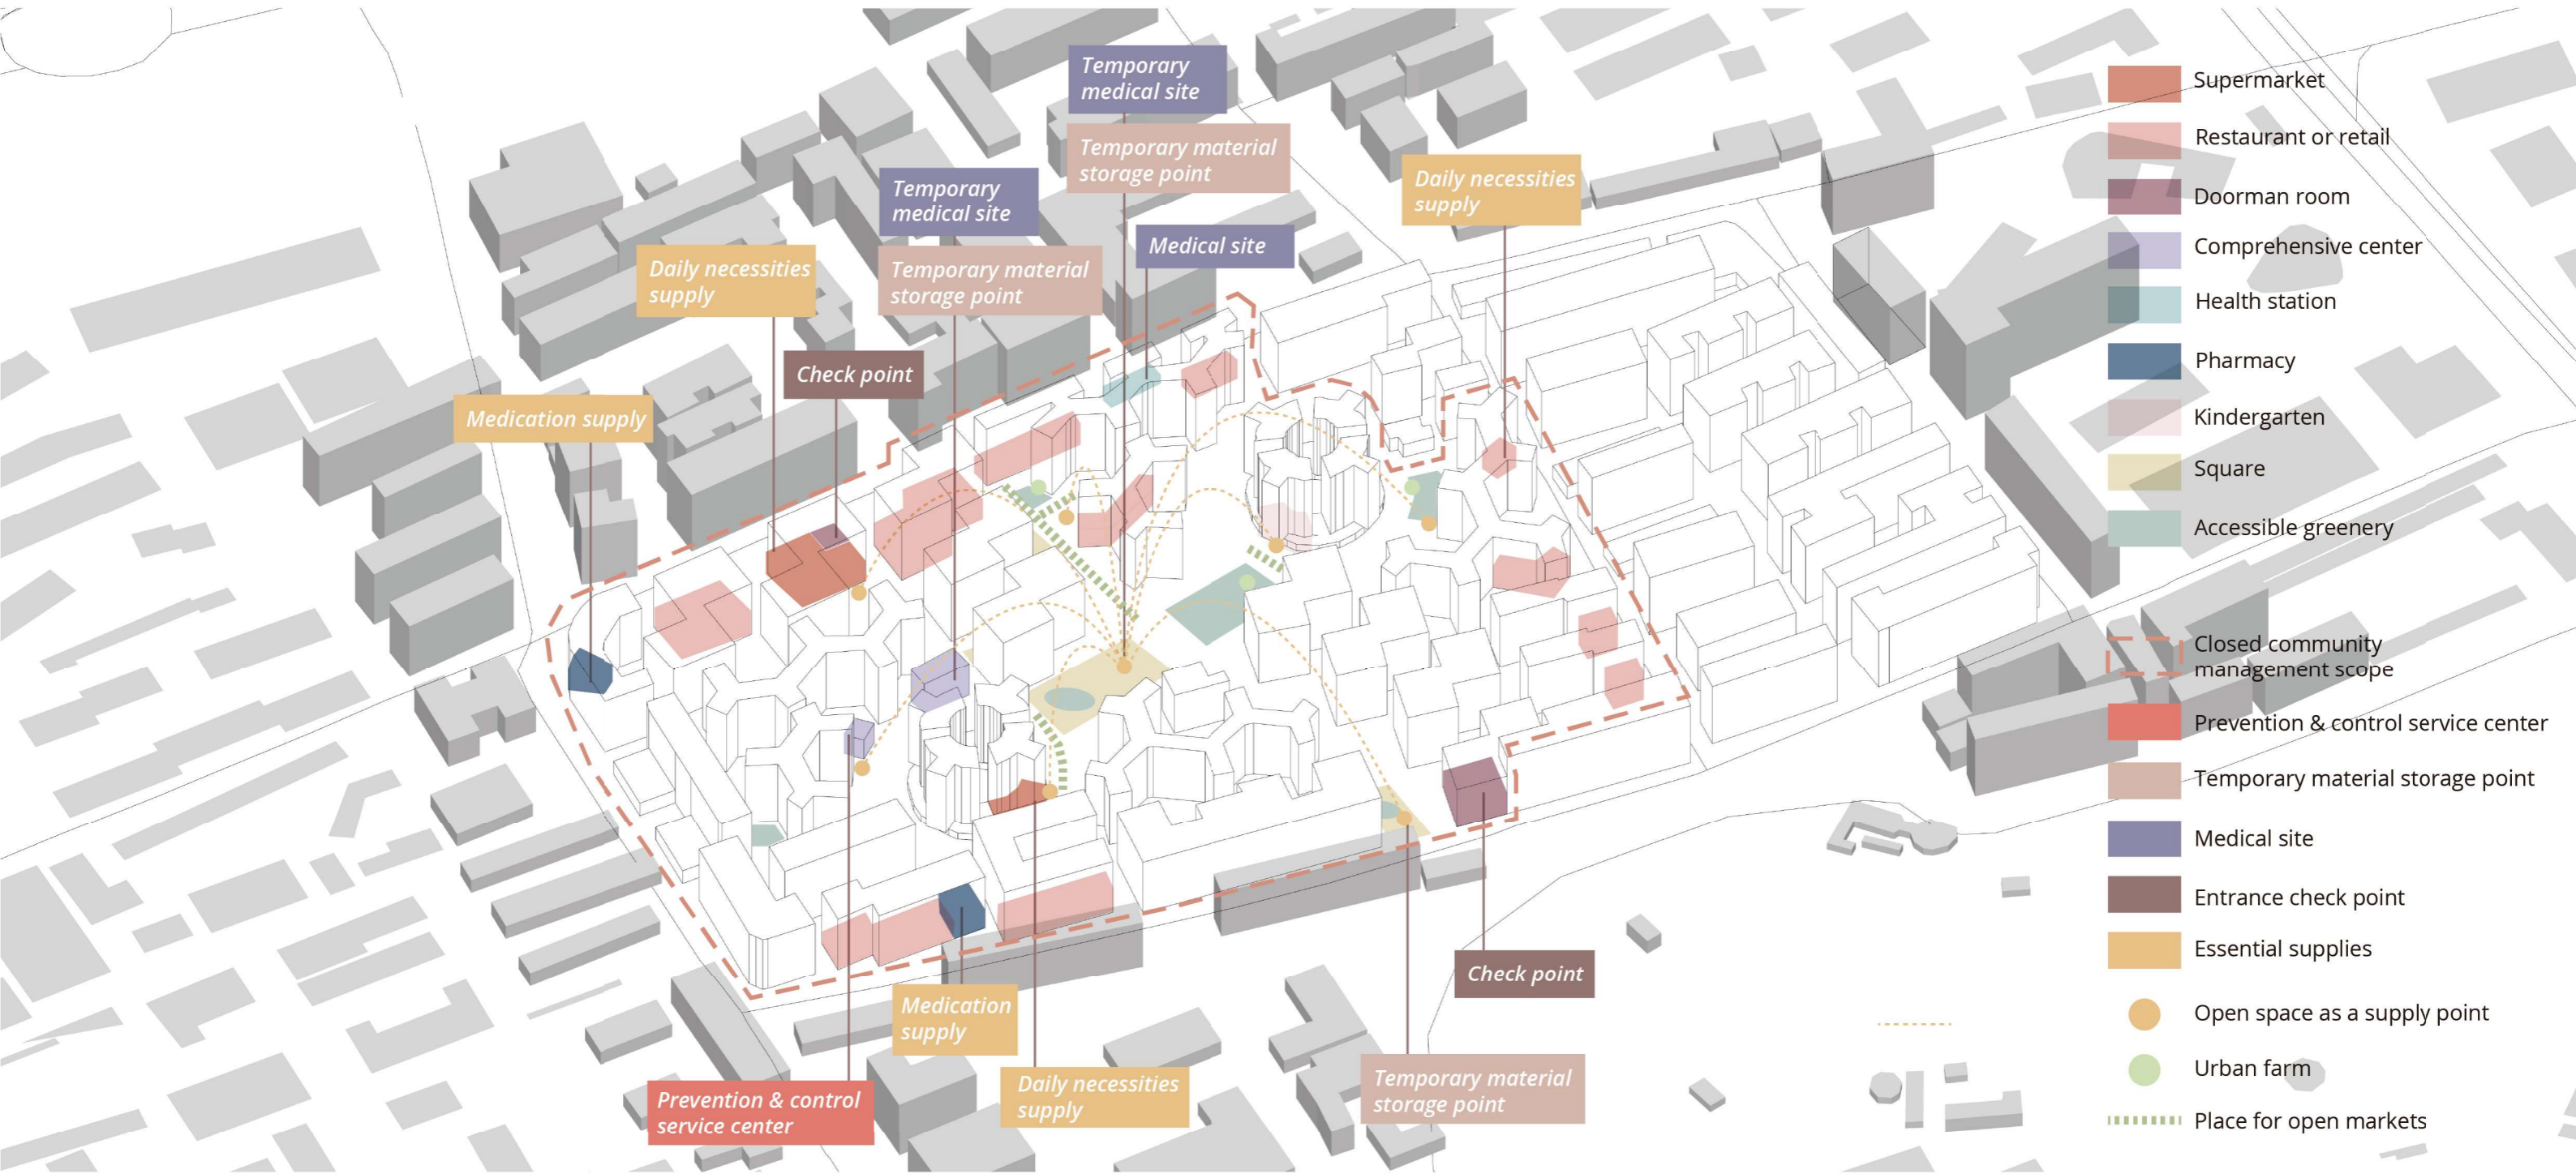 Temporary
medical site
Temporary material
storage point
Temporary
medical site
Temporary material
storage point
Medical site
Daily necessities
supply
Daily necessities
supply
Check point
Medication supply
Check point
Medication
supply
Daily necessities
supply
Prevention & control
service center
Temporary material
storage point
Supermarket
Restaurant or retail
Doorman room
Comprehensive center
Health station
Pharmacy
Kindergarten
Square
Accessible greenery
Closed community
management scope
Prevention & control service center
Temporary material storage point
Medical site
Entrance check point
Essential supplies
Open space as a supply point
Urban farm
Place for open markets